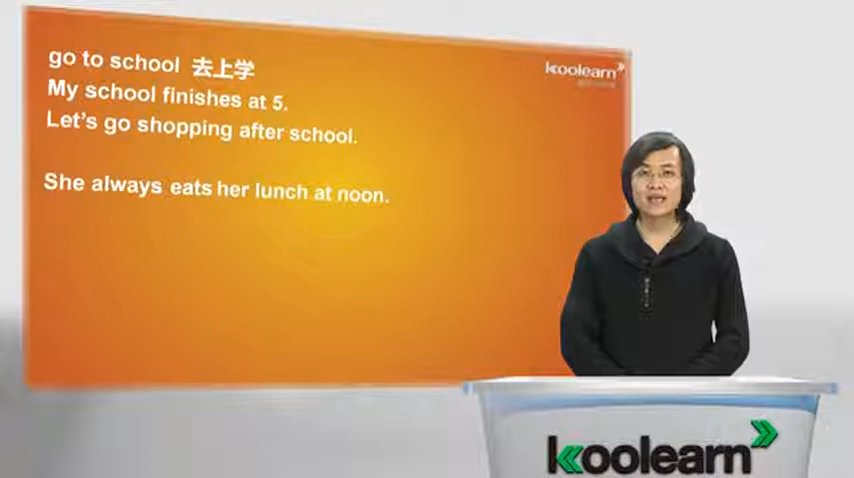 go to school 去上学
My school finishes at 5.
Let's go shopping after school.
She always eats her lunch at noon.
koolearn
koolearn